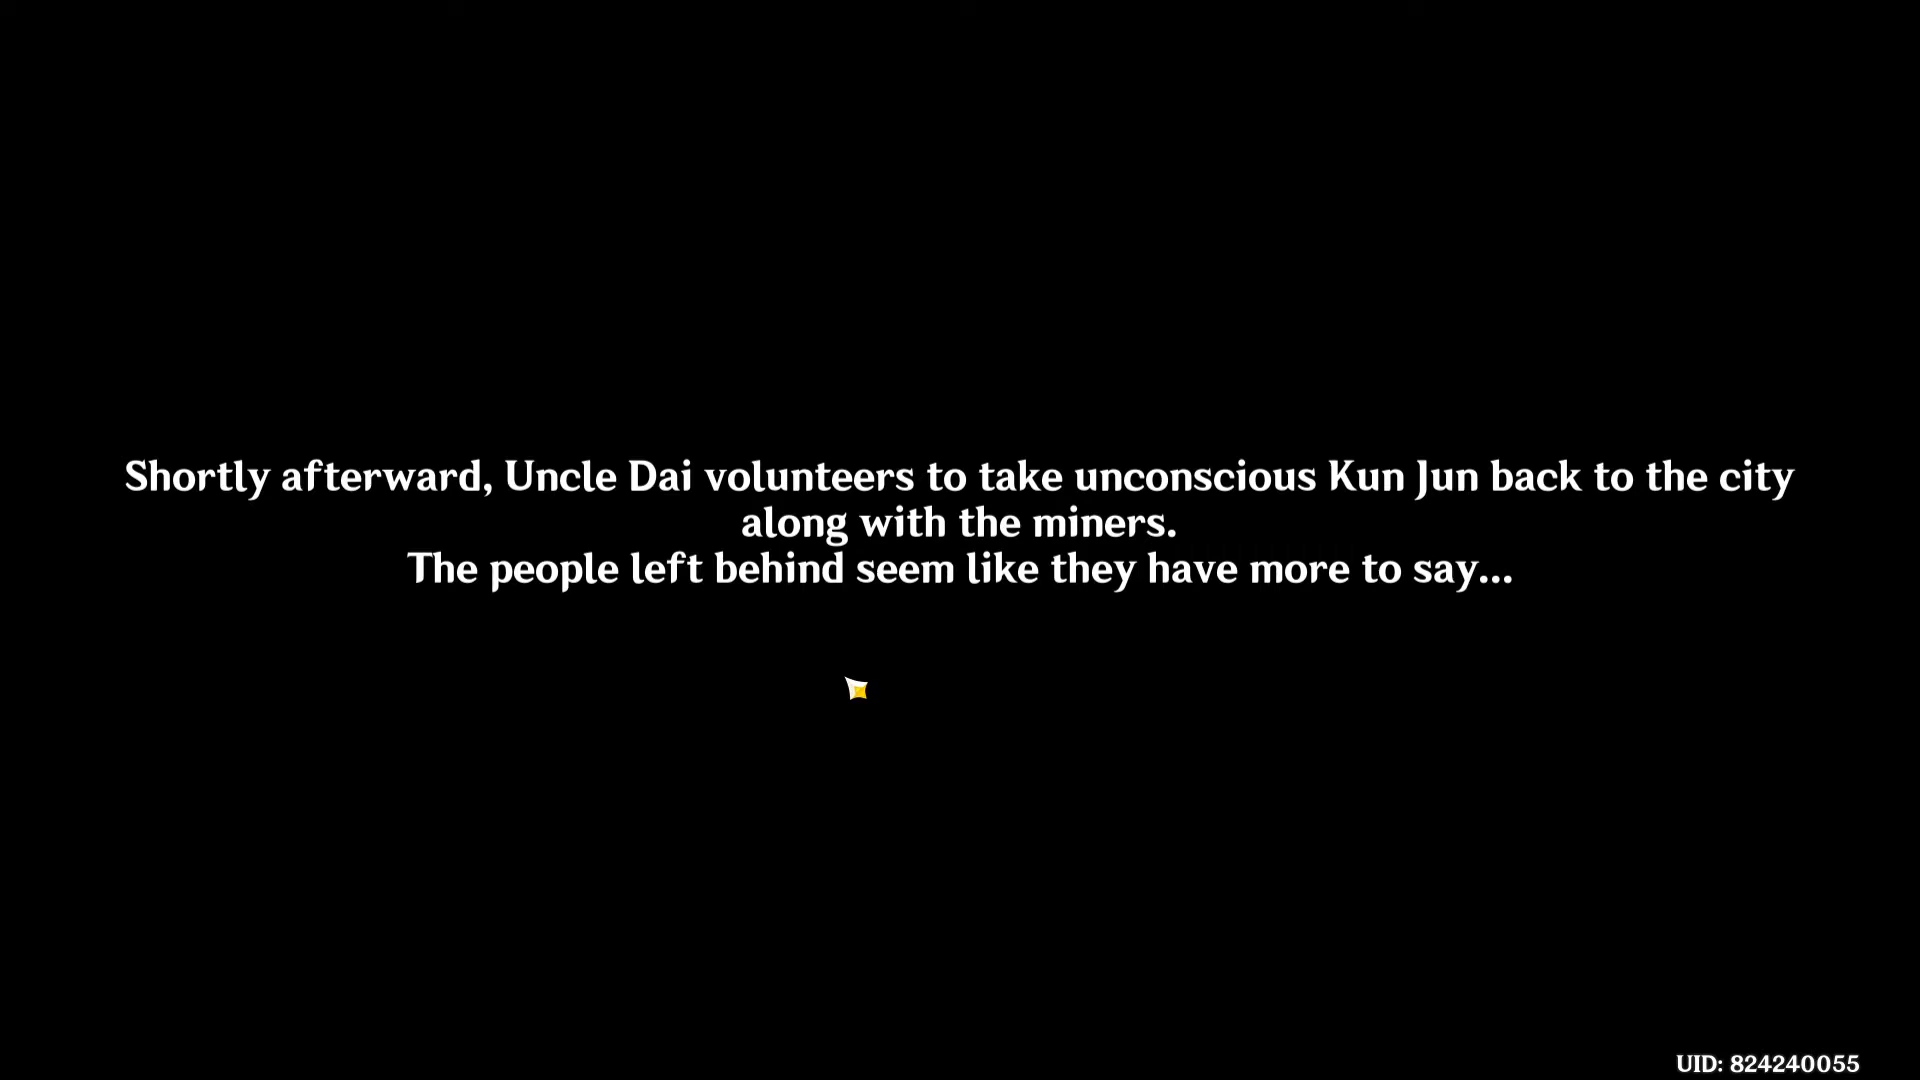 Shortly afterward, Uncle Dai volunteers to take unconscious Kun Jun back to the city
along with the miners.
The people left behind seem like they have more to say...
UID: 824240055